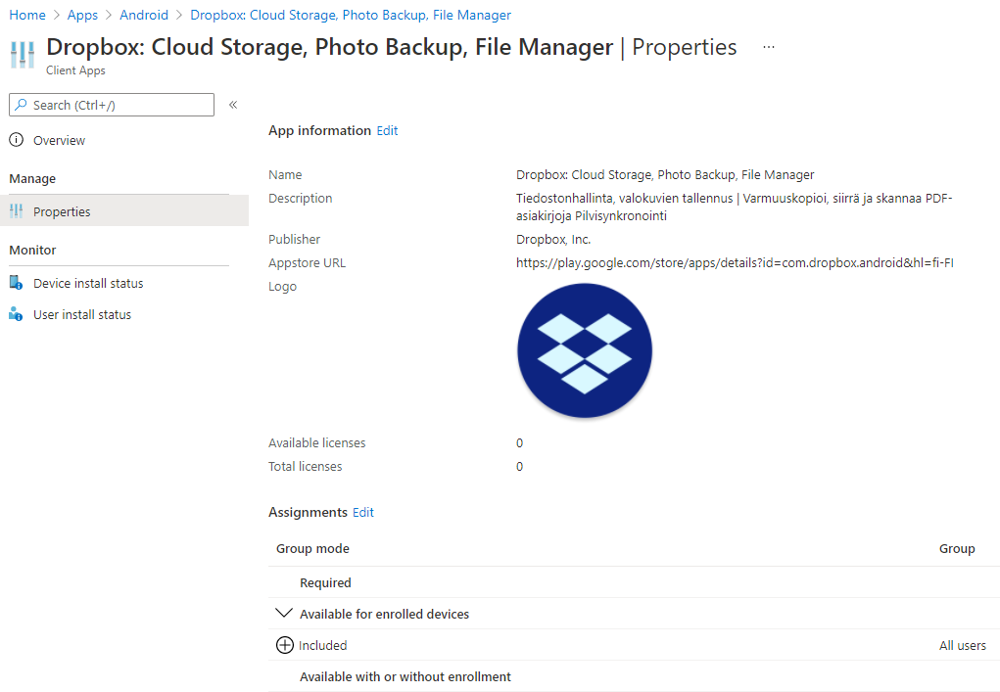 Home > Apps > Android > Dropbox: Cloud Storage, Photo Backup, File Manager
Dropbox: Cloud Storage, Photo Backup, File Manager | Properties ...
Client Apps
Search (Ctrl+/) «
Overview
Manage
Properties
Monitor
Device install status
User install status
App information Edit
Name Dropbox: Cloud Storage, Photo Backup, File Manager
Description Tiedostonhallinta, valokuvien tallennus | Varmuuskopioi, siirrä ja skannaa PDF-
asiakirjoja Pilvisynkronointi
Publisher Dropbox, Inc.
Appstore URL https://play.google.com/store/apps/details?id=com.dropbox.android&hl=fi-FI
Logo
Available licenses 0
Total licenses 0
Assignments Edit
Group mode Group
Required
Available for enrolled devices
Included All users
Available with or without enrollment